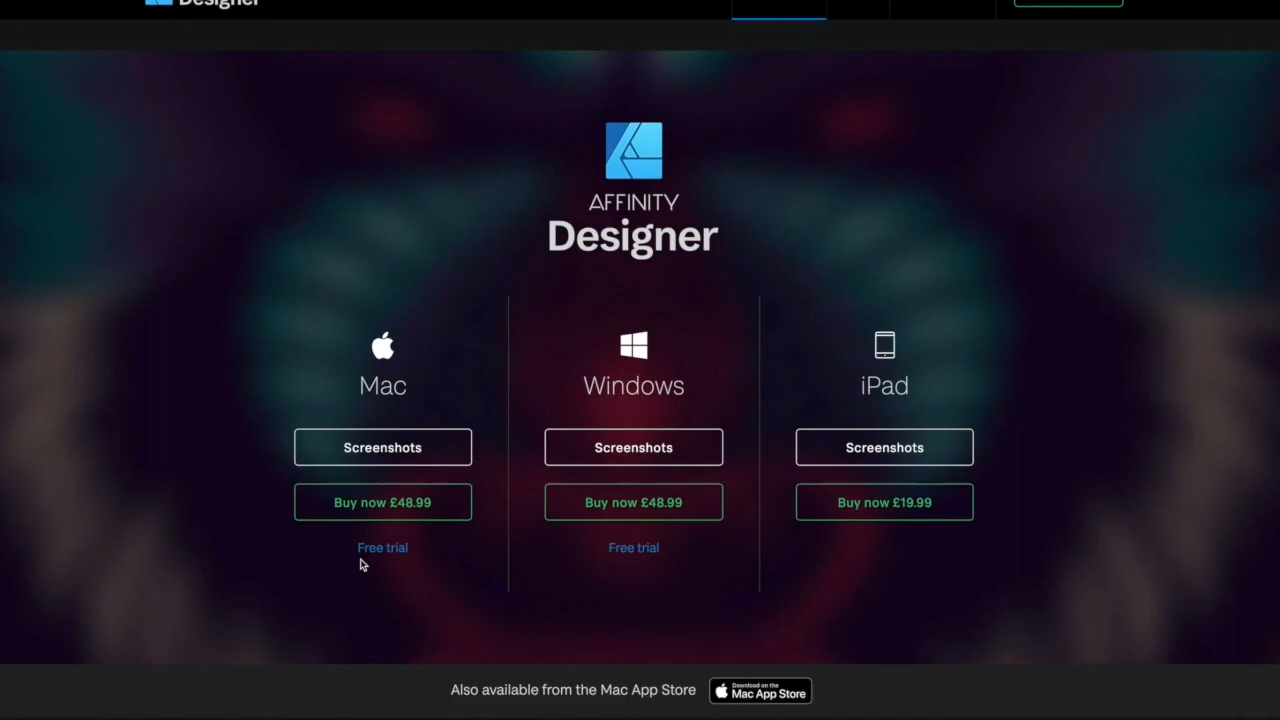 Designer
AFFINITY
Designer
Mac
Windows
iPad
Screenshots
Screenshots
Screenshots
Buy now £48.99
Buy now £48.99
Buy now £19.99
Free trial
Free trial
Also available from the Mac App Store
Download on the
Mac App Store